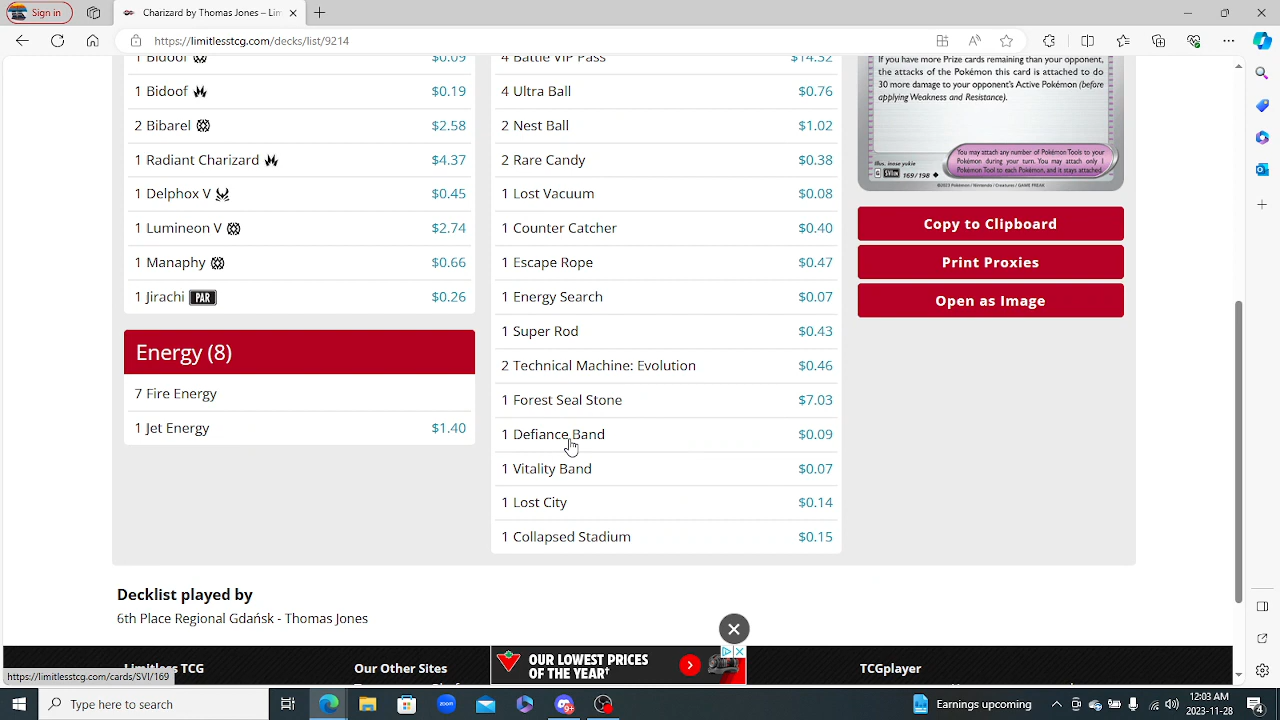 Charizard by Thomas Jones –
https://limitlesstcg.com/decks/list/9214
1 Bidoof $0.09
1 Bidoof $0.19
2 Bibarel $2.58
1 Radiant Charizard $4.37
1 Delphox V $0.45
1 Lumineon V $2.74
1 Manaphy $0.66
1 Jirachi PAR $0.26
Energy (8)
7 Fire Energy
1 Jet Energy $1.40
4 Battle VIP Pass $14.32
4 Ultra Ball $0.76
2 Nest Ball $1.02
2 Rare Candy $0.38
1 Lost Vacuum $0.08
1 Counter Catcher $0.40
1 Escape Rope $0.47
1 Energy Search $0.07
1 Super Rod $0.43
2 Technical Machine: Evolution $0.46
1 Forest Seal Stone $7.03
1 Defiance Band $0.09
1 Vitality Band $0.07
1 Lost City $0.14
1 Collapsed Stadium $0.15
If you have more Prize cards remaining than your opponent,
the attacks of the Pokémon this card is attached to do
30 more damage to your opponent's Active Pokémon (before
applying Weakness and Resistance).
You may attach any number of Pokémon Tools to your
Pokémon during your turn. You may attach only 1
Pokémon Tool to each Pokémon, and it stays attached.
Illus. inose yukie
G SVIen 169/198
©2023 Pokémon / Nintendo / Creatures / GAME FREAK
Copy to Clipboard
Print Proxies
Open as Image
Decklist played by
6th Place Regional Gdańsk - Thomas Jones
Limitless TCG
Our Other Sites
OUR LOWEST PRICES
OF THE YEAR
TCGplayer
https://limitlesstcg.com/cards/SVI/169
Type here to search
zoom
Earnings upcoming
12:03 AM
2023-11-28